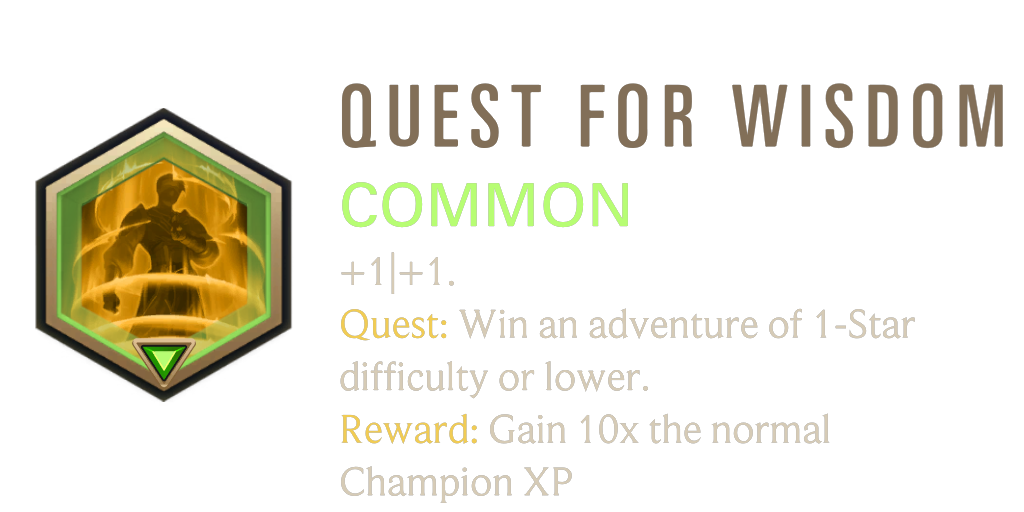 QUEST FOR WISDOM
COMMON
+1|+1.
Quest: Win an adventure of 1-Star
difficulty or lower.
Reward: Gain 10x the normal
Champion XP